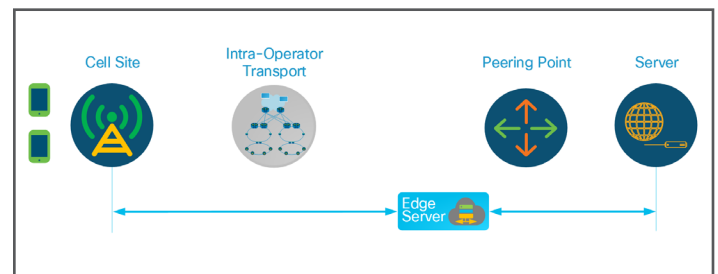 Cell Site
Intra-Operator
Transport
Peering Point
Server
Edge
Server